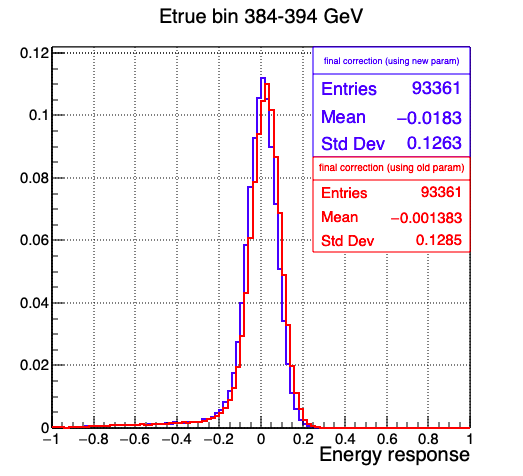 Etrue bin 384-394 GeV
final correction (using new param)
Entries 93361
Mean −0.0183
Std Dev 0.1263
final correction (using old param)
Entries 93361
Mean −0.001383
Std Dev 0.1285
0.12
0.1
0.08
0.06
0.04
0.02
0
−1 −0.8 −0.6 −0.4 −0.2 0 0.2 0.4 0.6 0.8 1
Energy response